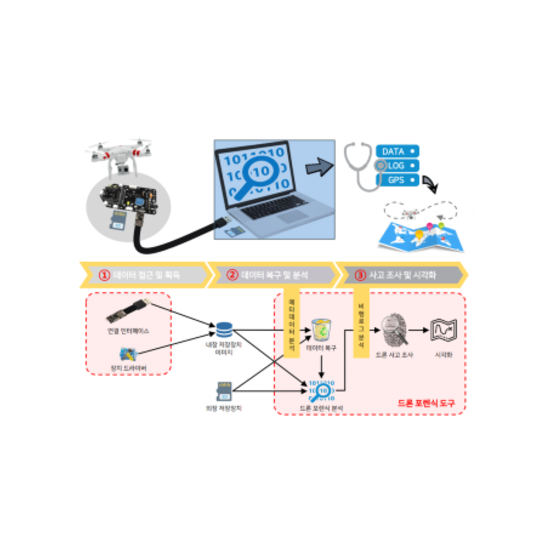 DATA
LOG
GPS
① 데이터 접근 및 획득
② 데이터 복구 및 분석
③ 사고 조사 및 시각화
연결 인터페이스
장치 드라이버
내장 저장장치
이미지
외장 저장장치
메타데이터 분석
데이터 복구
드론 포렌식 분석
비행로그 분석
드론 사고 조사
시각화
드론 포렌식 도구